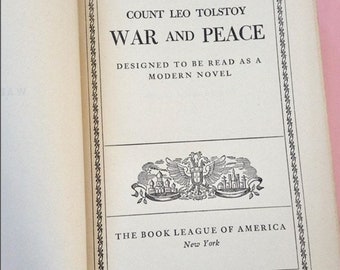 COUNT LEO TOLSTOY
WAR AND PEACE
DESIGNED TO BE READ AS A
MODERN NOVEL
THE BOOK LEAGUE OF AMERICA
New York